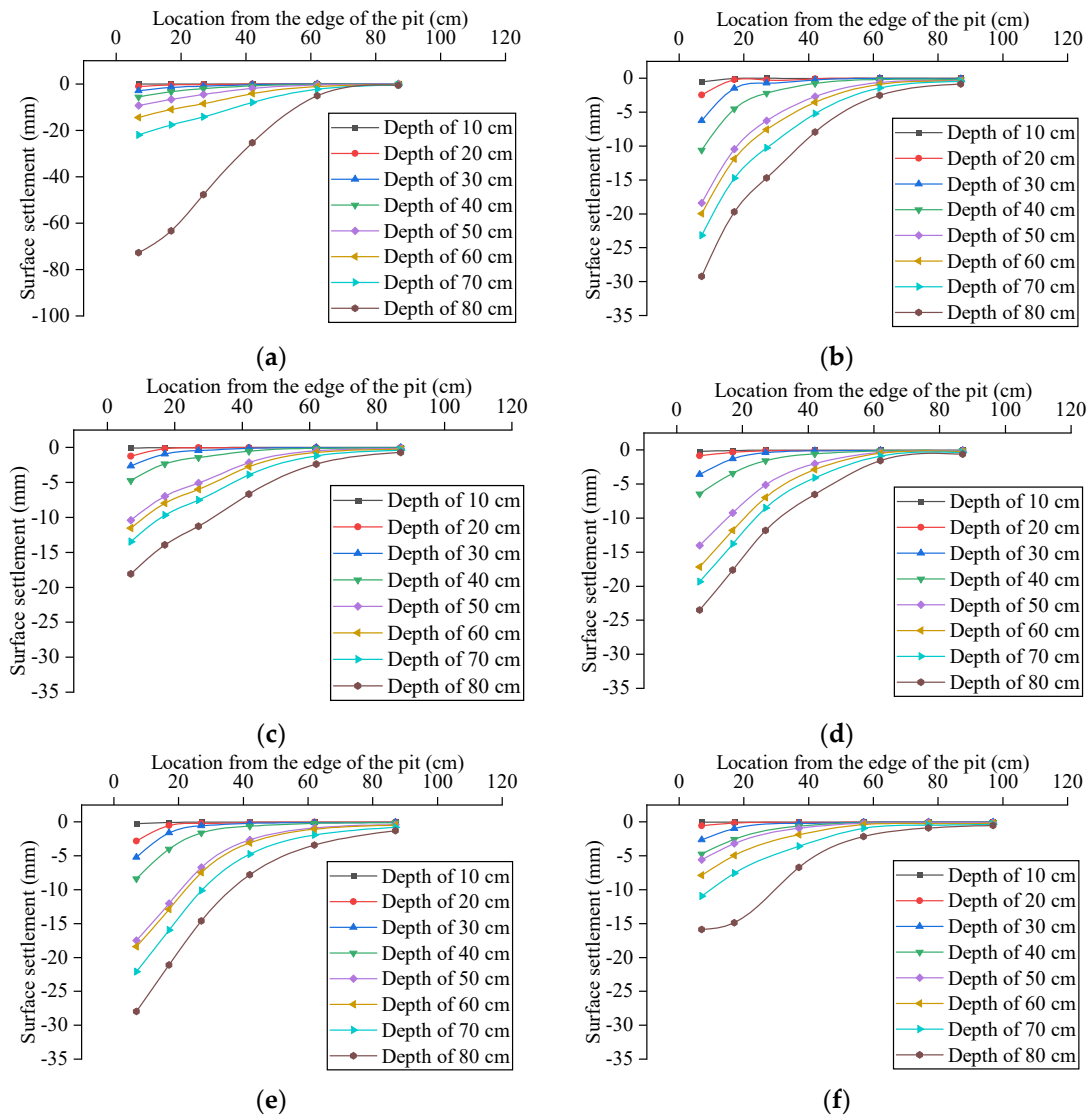 Location from the edge of the pit (cm)
0 20 40 60 80 100 120
Surface settlement (mm)
0
-20
-40
-60
-80
-100
Depth of 10 cm
Depth of 20 cm
Depth of 30 cm
Depth of 40 cm
Depth of 50 cm
Depth of 60 cm
Depth of 70 cm
Depth of 80 cm
(a)
Location from the edge of the pit (cm)
0 20 40 60 80 100 120
Surface settlement (mm)
0
-5
-10
-15
-20
-25
-30
-35
Depth of 10 cm
Depth of 20 cm
Depth of 30 cm
Depth of 40 cm
Depth of 50 cm
Depth of 60 cm
Depth of 70 cm
Depth of 80 cm
(b)
Location from the edge of the pit (cm)
0 20 40 60 80 100 120
Surface settlement (mm)
0
-5
-10
-15
-20
-25
-30
-35
Depth of 10 cm
Depth of 20 cm
Depth of 30 cm
Depth of 40 cm
Depth of 50 cm
Depth of 60 cm
Depth of 70 cm
Depth of 80 cm
(c)
Location from the edge of the pit (cm)
0 20 40 60 80 100 120
Surface settlement (mm)
0
-5
-10
-15
-20
-25
-30
-35
Depth of 10 cm
Depth of 20 cm
Depth of 30 cm
Depth of 40 cm
Depth of 50 cm
Depth of 60 cm
Depth of 70 cm
Depth of 80 cm
(d)
Location from the edge of the pit (cm)
0 20 40 60 80 100 120
Surface settlement (mm)
0
-5
-10
-15
-20
-25
-30
-35
Depth of 10 cm
Depth of 20 cm
Depth of 30 cm
Depth of 40 cm
Depth of 50 cm
Depth of 60 cm
Depth of 70 cm
Depth of 80 cm
(e)
Location from the edge of the pit (cm)
0 20 40 60 80 100 120
Surface settlement (mm)
0
-5
-10
-15
-20
-25
-30
-35
Depth of 10 cm
Depth of 20 cm
Depth of 30 cm
Depth of 40 cm
Depth of 50 cm
Depth of 60 cm
Depth of 70 cm
Depth of 80 cm
(f)